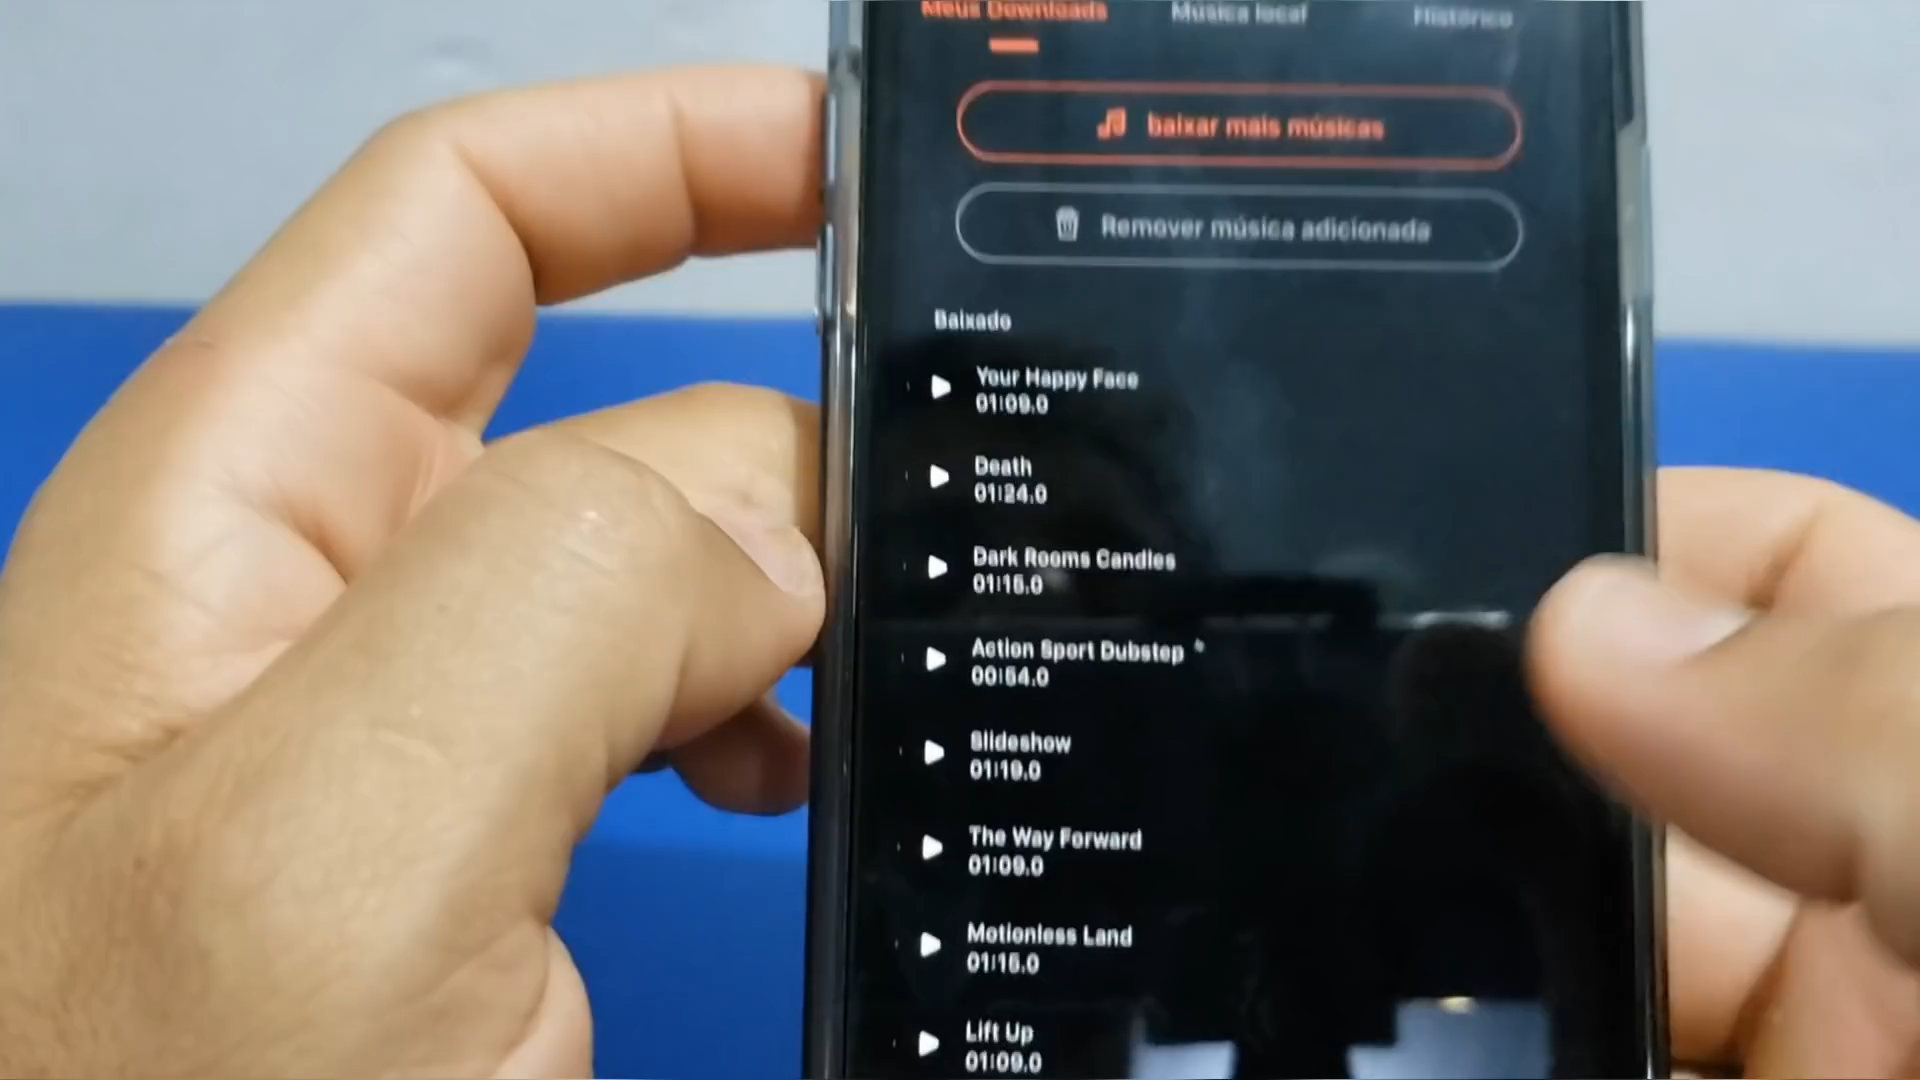 Meus Downloads Música local Histórico
baixar mais músicas
Remover música adicionada
Baixado
Your Happy Face
01:09.0
Death
01:24.0
Dark Rooms Candles
01:15.0
Action Sport Dubstep
00:54.0
Slideshow
01:19.0
The Way Forward
01:09.0
Motionless Land
01:15.0
Lift Up
01:09.0